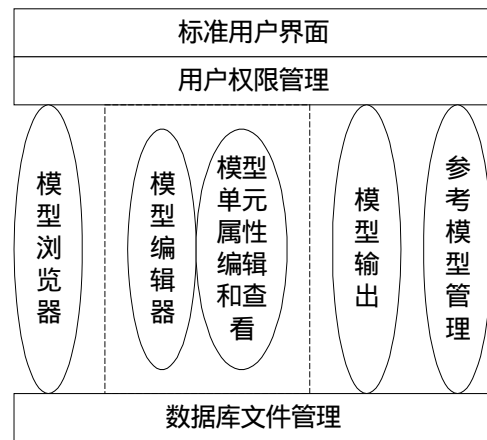 标准用户界面
用户权限管理
模型浏览器
模型编辑器
模型
单元
属性
编辑
和查
看
模型输出
参考模型管理
数据库文件管理